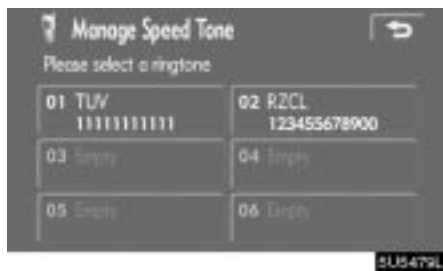 Manage Speed Tone
Please select a ringtone
01 TUV
11111111111
02 RZCL
123455678900
03 Empty
04 Empty
05 Empty
06 Empty
5U5479L